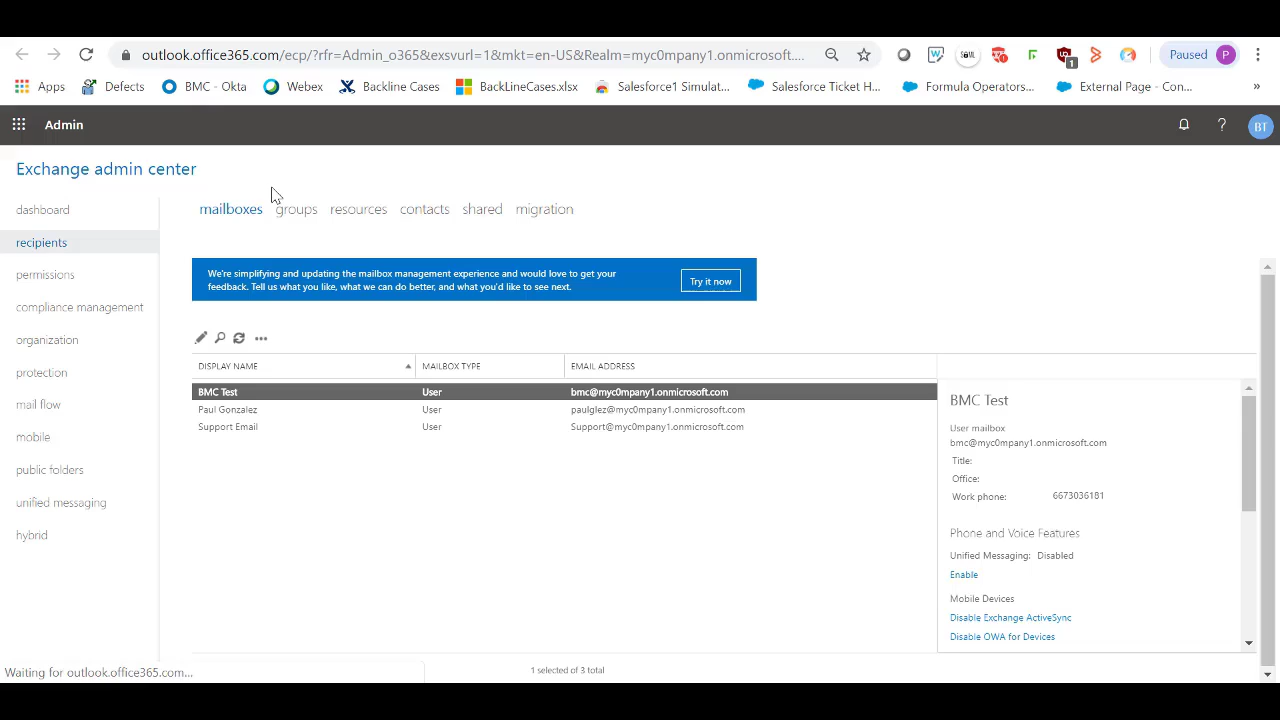 outlook.office365.com/ecp/?rfr=Admin_o365&exsvurl=1&mkt=en-US&Realm=myc0mpany1.onmicrosoft....
1
Paused P
Apps Defects BMC - Okta Webex Backline Cases BackLineCases.xlsx Salesforce1 Simulat... Salesforce Ticket H... Formula Operators... External Page - Con... »
Admin ? BT
Exchange admin center
dashboard
recipients
permissions
compliance management
organization
protection
mail flow
mobile
public folders
unified messaging
hybrid
mailboxes groups resources contacts shared migration
We're simplifying and updating the mailbox management experience and would love to get your
feedback. Tell us what you like, what we can do better, and what you'd like to see next.
Try it now
DISPLAY NAME MAILBOX TYPE EMAIL ADDRESS
BMC Test User bmc@myc0mpany1.onmicrosoft.com
Paul Gonzalez User paulglez@myc0mpany1.onmicrosoft.com
Support Email User Support@myc0mpany1.onmicrosoft.com
BMC Test
User mailbox
bmc@myc0mpany1.onmicrosoft.com
Title:
Office:
Work phone: 6673036181
Phone and Voice Features
Unified Messaging: Disabled
Enable
Mobile Devices
Disable Exchange ActiveSync
Disable OWA for Devices
1 selected of 3 total
Waiting for outlook.office365.com...